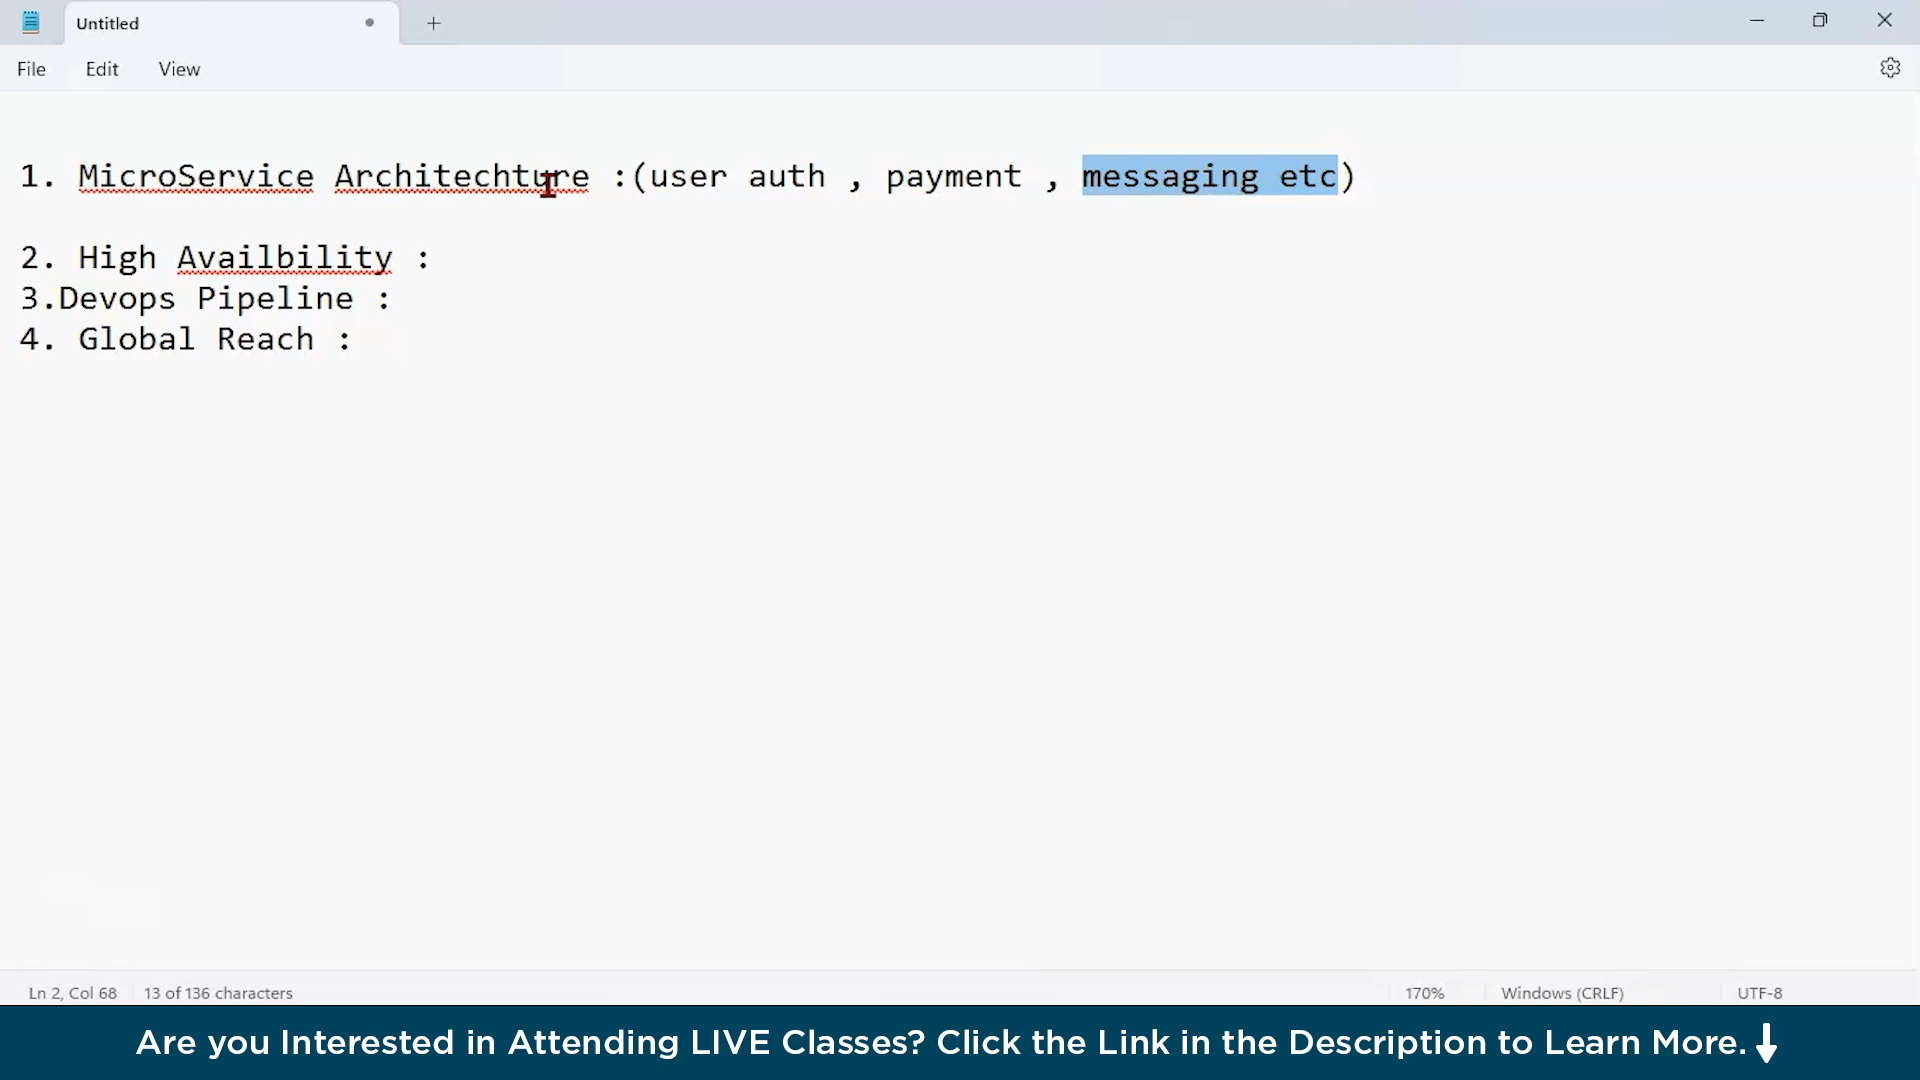 Untitled
File Edit View
1. MicroService Architechture :(user auth , payment , messaging etc)
2. High Availbility :
3.Devops Pipeline :
4. Global Reach :
Ln 2, Col 68 13 of 136 characters 170% Windows (CRLF) UTF-8
Are you Interested in Attending LIVE Classes? Click the Link in the Description to Learn More.